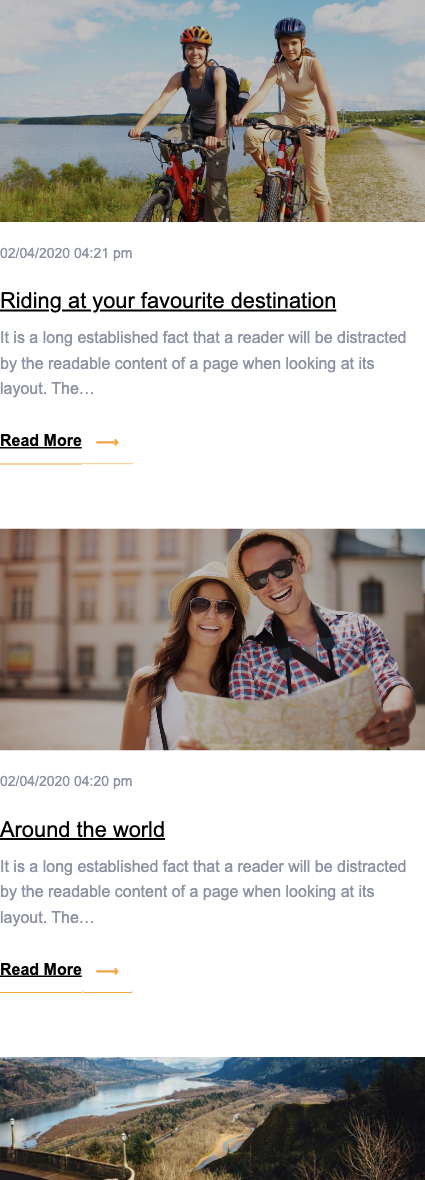 02/04/2020 04:21 pm
Riding at your favourite destination
It is a long established fact that a reader will be distracted
by the readable content of a page when looking at its
layout. The…
Read More
02/04/2020 04:20 pm
Around the world
It is a long established fact that a reader will be distracted
by the readable content of a page when looking at its
layout. The…
Read More